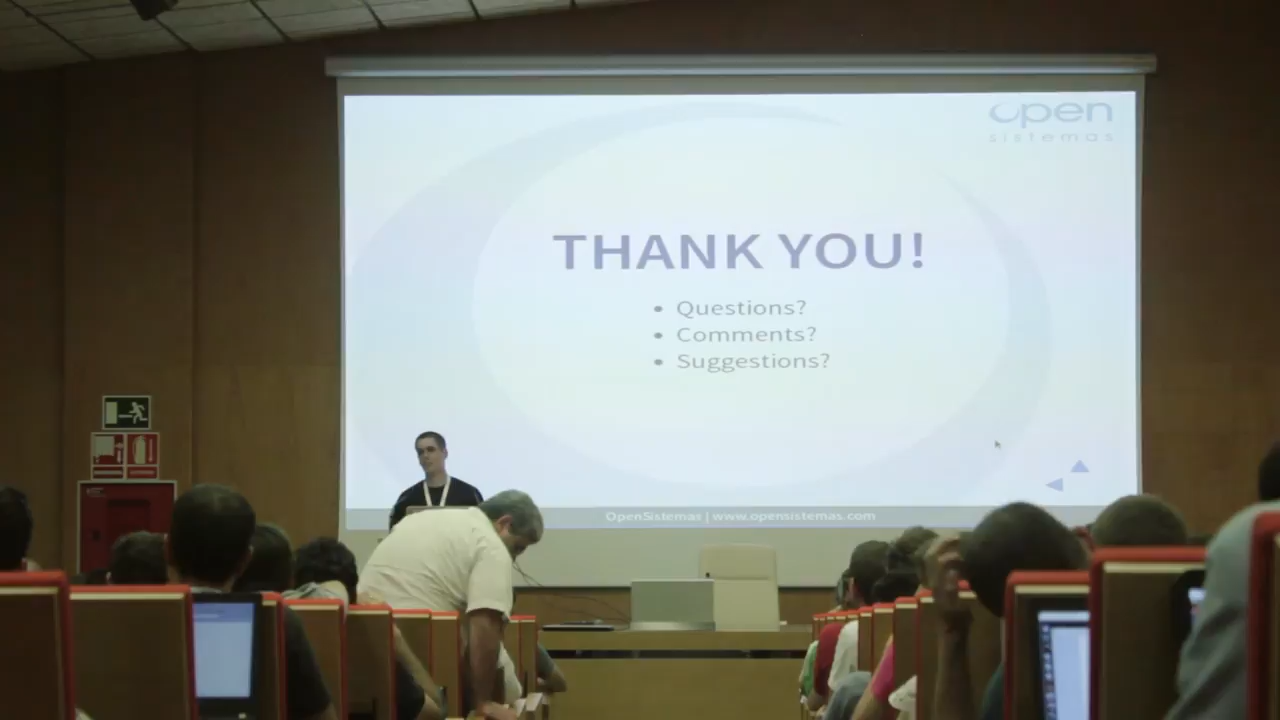 open
sistemas
THANK YOU!
• Questions?
• Comments?
• Suggestions?
OpenSistemas | www.opensistemas.com